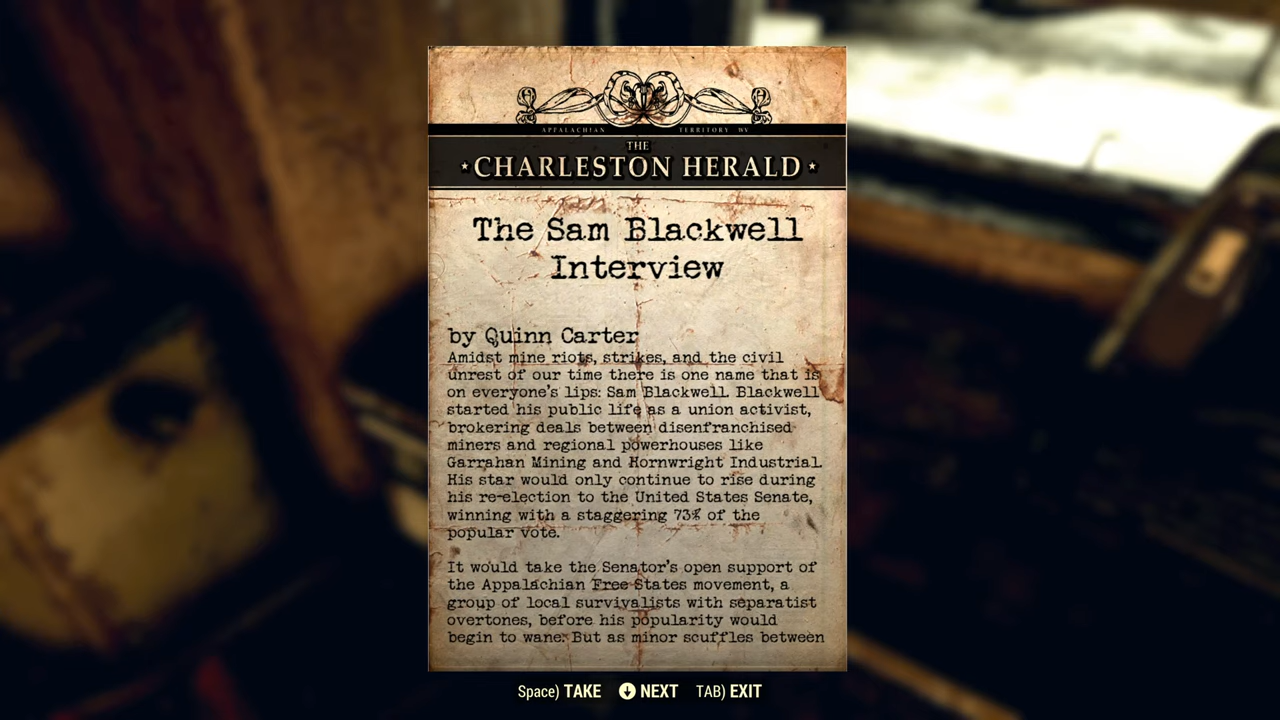 APPALACHIAN TERRITORY WV
THE
CHARLESTON HERALD
The Sam Blackwell
Interview
by Quinn Carter
Amidst mine riots, strikes, and the civil
unrest of our time there is one name that is
on everyone's lips: Sam Blackwell. Blackwell
started his public life as a union activist,
brokering deals between disenfranchised
miners and regional powerhouses like
Garrahan Mining and Hornwright Industrial.
His star would only continue to rise during
his re-election to the United States Senate,
winning with a staggering 73% of the
popular vote.
It would take the Senator's open support of
the Appalachian Free States movement, a
group of local survivalists with separatist
overtones, before his popularity would
begin to wane. But as minor scuffles between
Space) TAKE NEXT TAB) EXIT